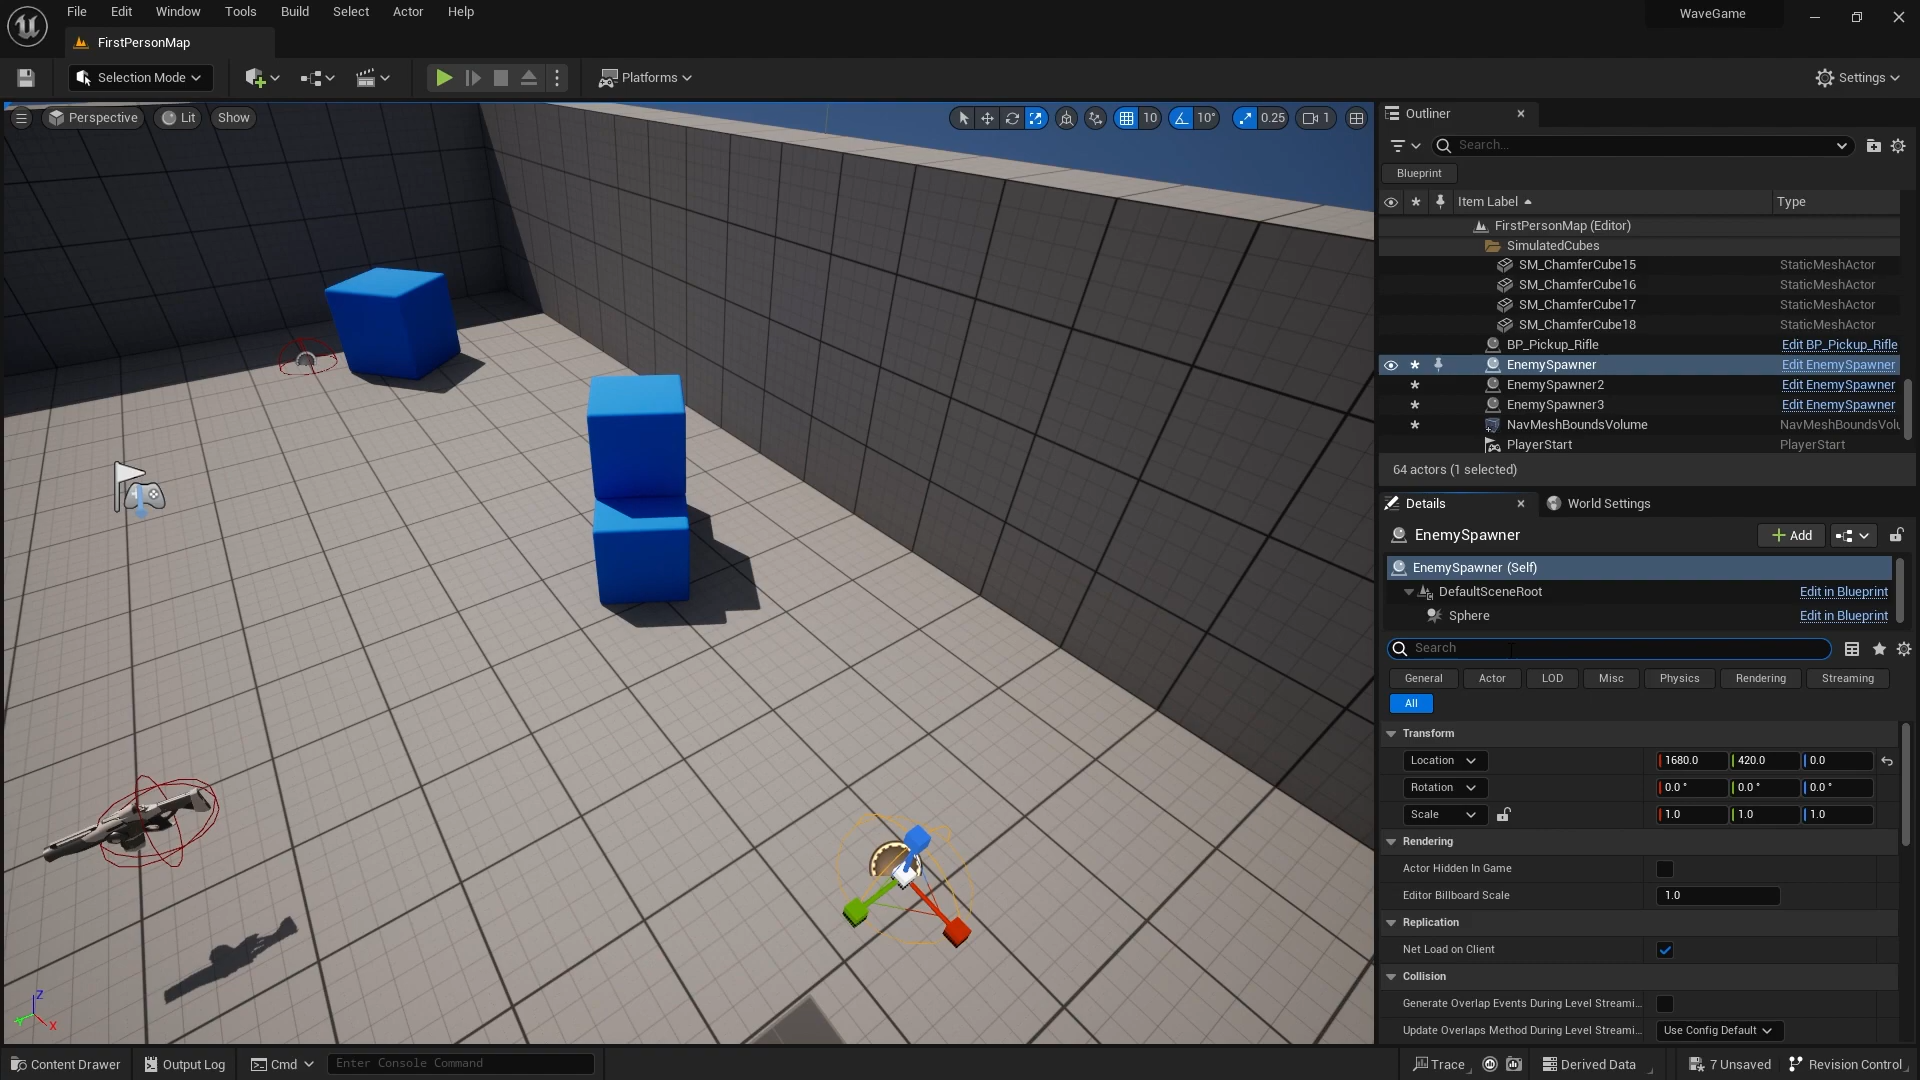 File Edit Window Tools Build Select Actor Help
WaveGame
FirstPersonMap
Selection Mode
Platforms
Settings
Perspective Lit Show
10 10° 0.25 1
Outliner
Search...
Blueprint
Item Label Type
FirstPersonMap (Editor)
SimulatedCubes
SM_ChamferCube15 StaticMeshActor
SM_ChamferCube16 StaticMeshActor
SM_ChamferCube17 StaticMeshActor
SM_ChamferCube18 StaticMeshActor
BP_Pickup_Rifle Edit BP_Pickup_Rifle
EnemySpawner Edit EnemySpawner
EnemySpawner2 Edit EnemySpawner
EnemySpawner3 Edit EnemySpawner
NavMeshBoundsVolume NavMeshBoundsVolu
PlayerStart PlayerStart
64 actors (1 selected)
Details World Settings
EnemySpawner Add
EnemySpawner (Self)
DefaultSceneRoot Edit in Blueprint
Sphere Edit in Blueprint
Search
General Actor LOD Misc Physics Rendering Streaming
All
Transform
Location 1680.0 420.0 0.0
Rotation 0.0° 0.0° 0.0°
Scale 1.0 1.0 1.0
Rendering
Actor Hidden In Game
Editor Billboard Scale 1.0
Replication
Net Load on Client
Collision
Generate Overlap Events During Level Streami...
Update Overlaps Method During Level Streami... Use Config Default
Z
Y
X
Content Drawer Output Log Cmd Enter Console Command
Trace Derived Data 7 Unsaved Revision Control